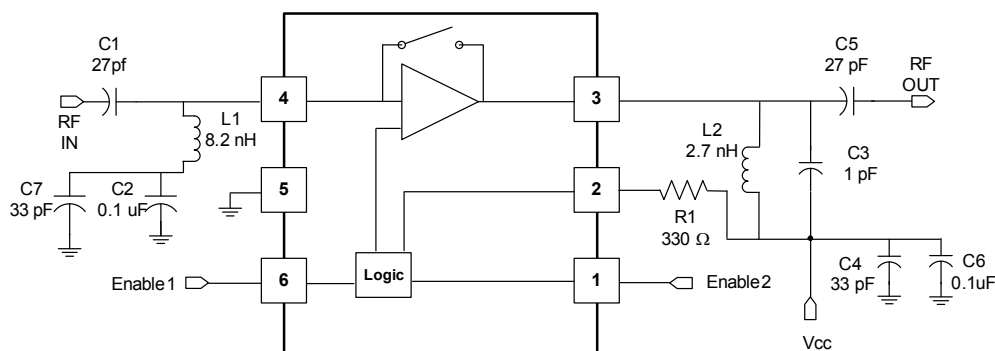 C1
27pf
RF
IN
L1
8.2 nH
C7
33 pF
C2
0.1 uF
4
5
6
Enable1
Logic
3
2
1
Enable2
R1
330 Ω
L2
2.7 nH
C3
1 pF
C5
27 pF
RF
OUT
C4
33 pF
C6
0.1uF
Vcc